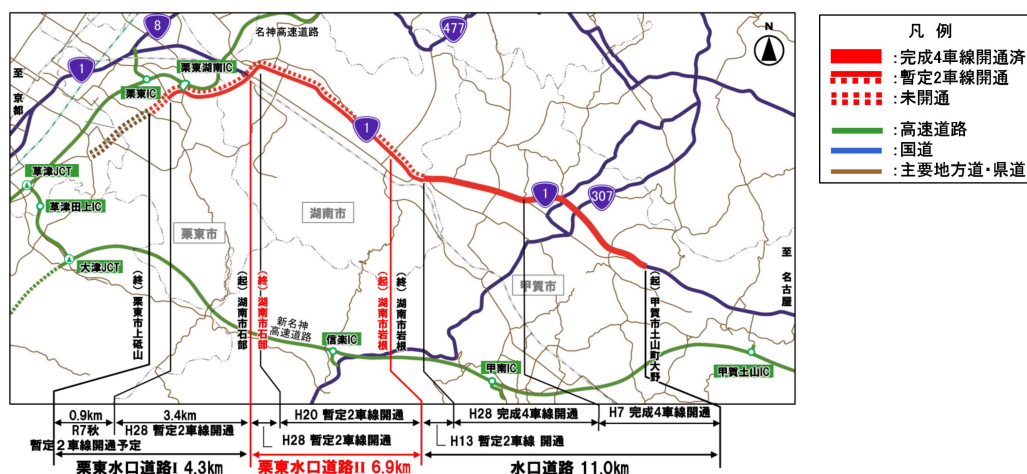 477
8
名神高速道路
1
栗東湖南IC
栗東IC
至 京都
N
1
草津JCT
草津田上IC
湖南市
栗東市
大津JCT
1
307
甲賀市
至 名古屋
(終)栗東市上砥山
(起)湖南市石部
(終)湖南市石部
(起)湖南市岩根
(終)湖南市岩根
(起)甲賀市土山町大野
新名神
高速道路
信楽IC
甲南IC
甲賀土山IC
0.9km
R7秋
暫定2車線開通予定
3.4km
H28 暫定2車線開通
H20 暫定2車線開通
H28 暫定2車線開通
H13 暫定2車線 開通
H28 完成4車線開通
H7 完成4車線開通
栗東水口道路I 4.3km
栗東水口道路II 6.9km
水口道路 11.0km
凡 例
:完成4車線開通済
:暫定2車線開通
:未開通
:高速道路
:国道
:主要地方道・県道